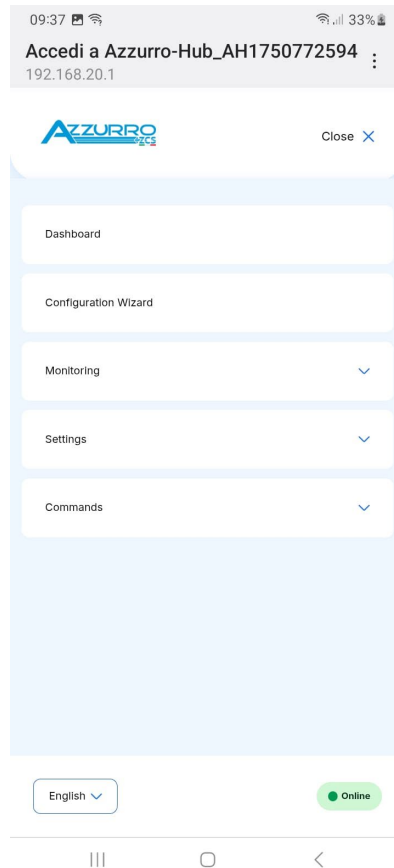 09:37 33%
Accedi a Azzurro-Hub_AH1750772594
192.168.20.1
AZZURRO
ZCS
Close
Dashboard
Configuration Wizard
Monitoring
Settings
Commands
English
Online